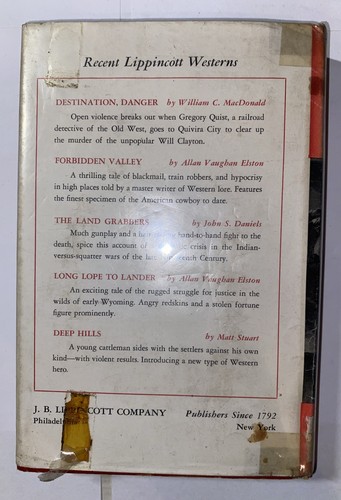 Recent Lippincott Westerns
DESTINATION, DANGER by William C. MacDonald
Open violence breaks out when Gregory Quist, a railroad
detective of the Old West, goes to Quivira City to clear up
the murder of the unpopular Will Clayton.
FORBIDDEN VALLEY by Allan Vaughan Elston
A thrilling tale of blackmail, train robbers, and hypocrisy
in high places told by a master writer of Western lore. Features
the finest specimen of the American cowboy to date.
THE LAND GRABBERS by John S. Daniels
Much gunplay and a hand-to-hand fight to the
death, spice this account of crisis in the Indian-
versus-squatter wars of the Century.
LONG LOPE TO LANDER by Allan Vaughan Elston
An exciting tale of the rugged struggle for justice in the
wilds of early Wyoming. Angry redskins and a stolen fortune
figure prominently.
DEEP HILLS by Matt Stuart
A young cattleman sides with the settlers against his own
kind—with violent results. Introducing a new type of Western
hero.
J. B. LIPPINCOTT COMPANY Publishers Since 1792
Philadelphia New York